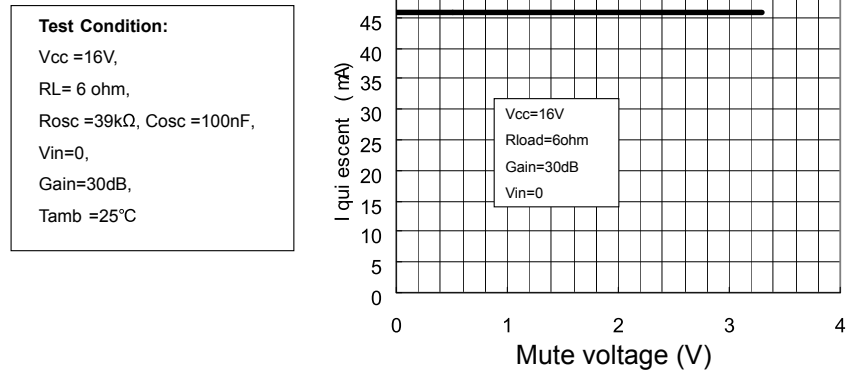 Test Condition:
Vcc =16V,
RL= 6 ohm,
Rosc =39kΩ, Cosc =100nF,
Vin=0,
Gain=30dB,
Tamb =25℃
I qui escent ( mA)
45
40
35
30
25
20
15
10
5
0
Vcc=16V
Rload=6ohm
Gain=30dB
Vin=0
0 1 2 3 4
Mute voltage (V)